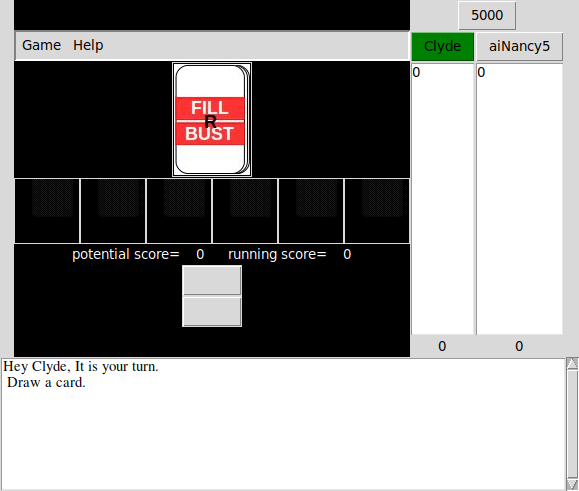 5000
Game Help
Clyde aiNancy5
0 0
FILL
R
BUST
potential score= 0 running score= 0
0 0
Hey Clyde, It is your turn.
Draw a card.